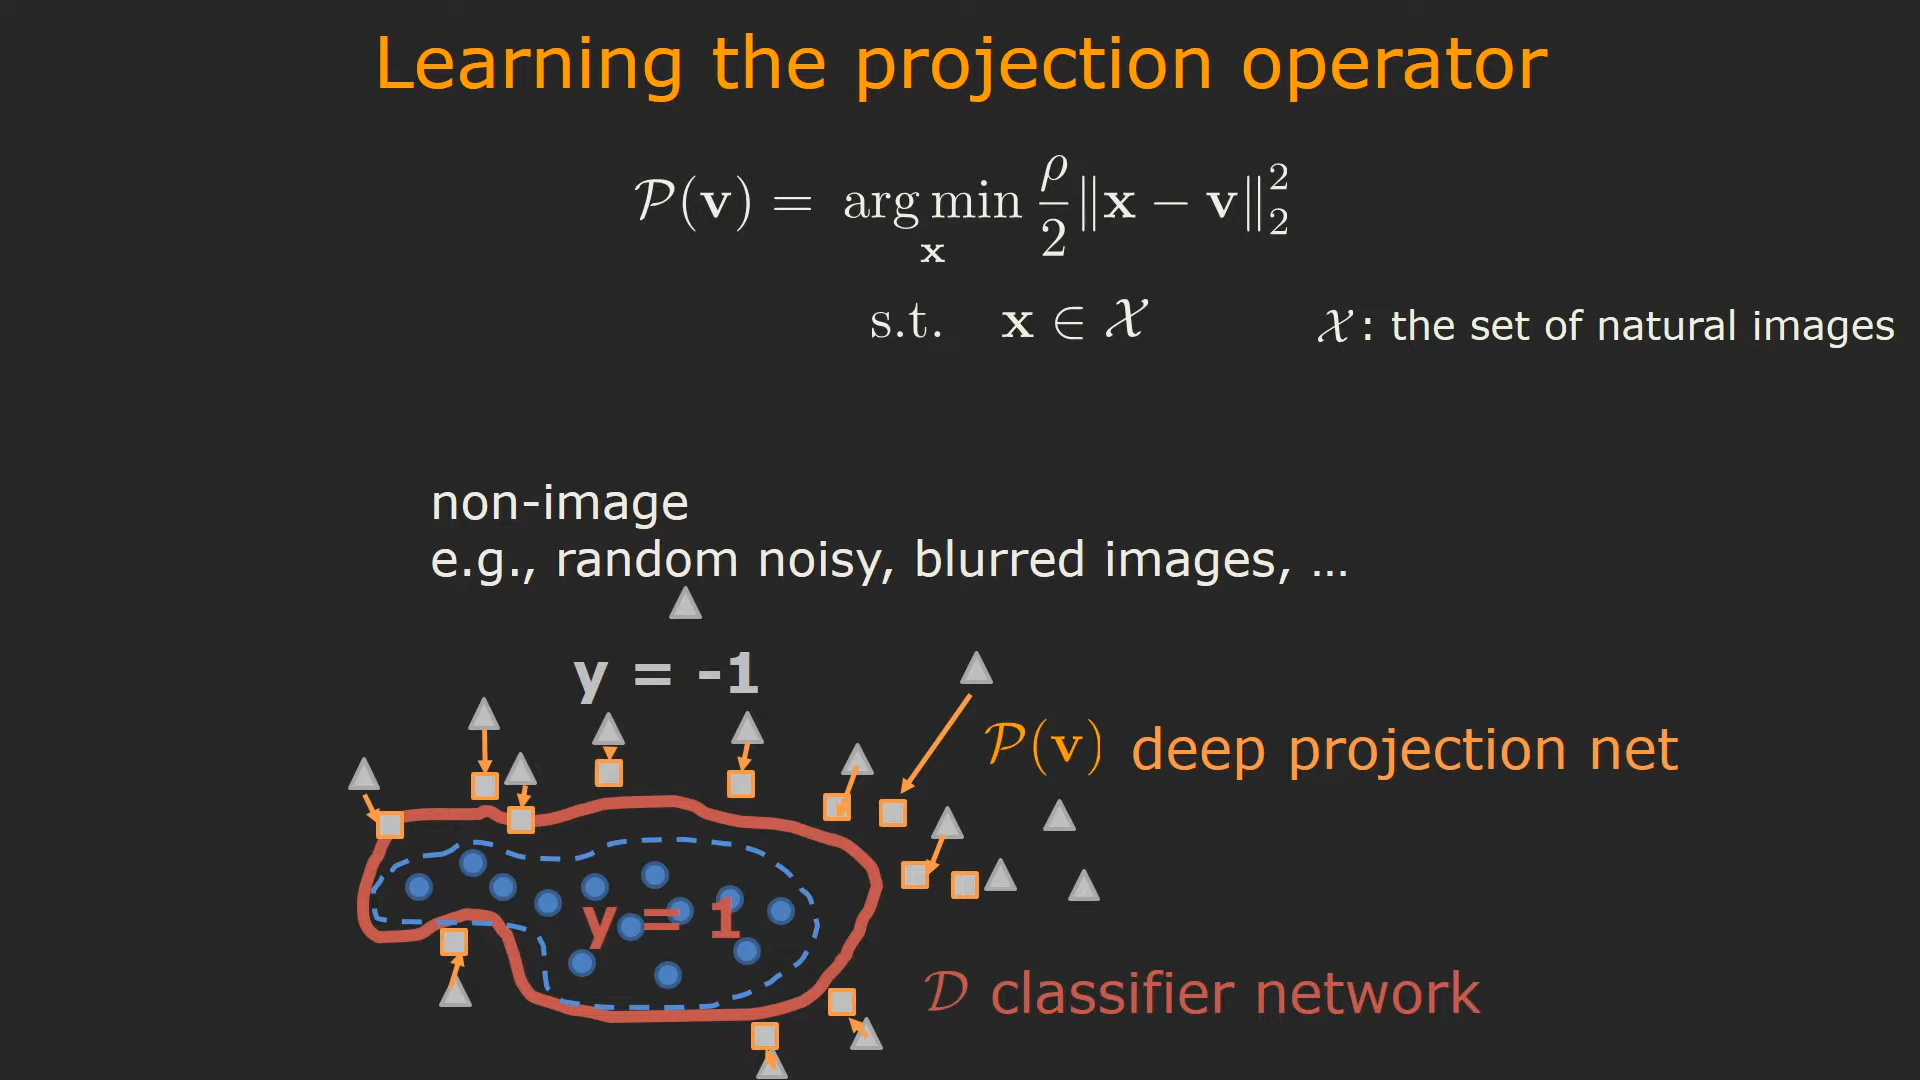 Learning the projection operator
𝒫(𝐯) = arg min ρ/2 ‖𝐱 − 𝐯‖₂²
𝐱
s.t. 𝐱 ∈ 𝒳
𝒳 : the set of natural images
non-image
e.g., random noisy, blurred images, ...
y = -1
𝒫(𝐯) deep projection net
y = 1
𝒟 classifier network